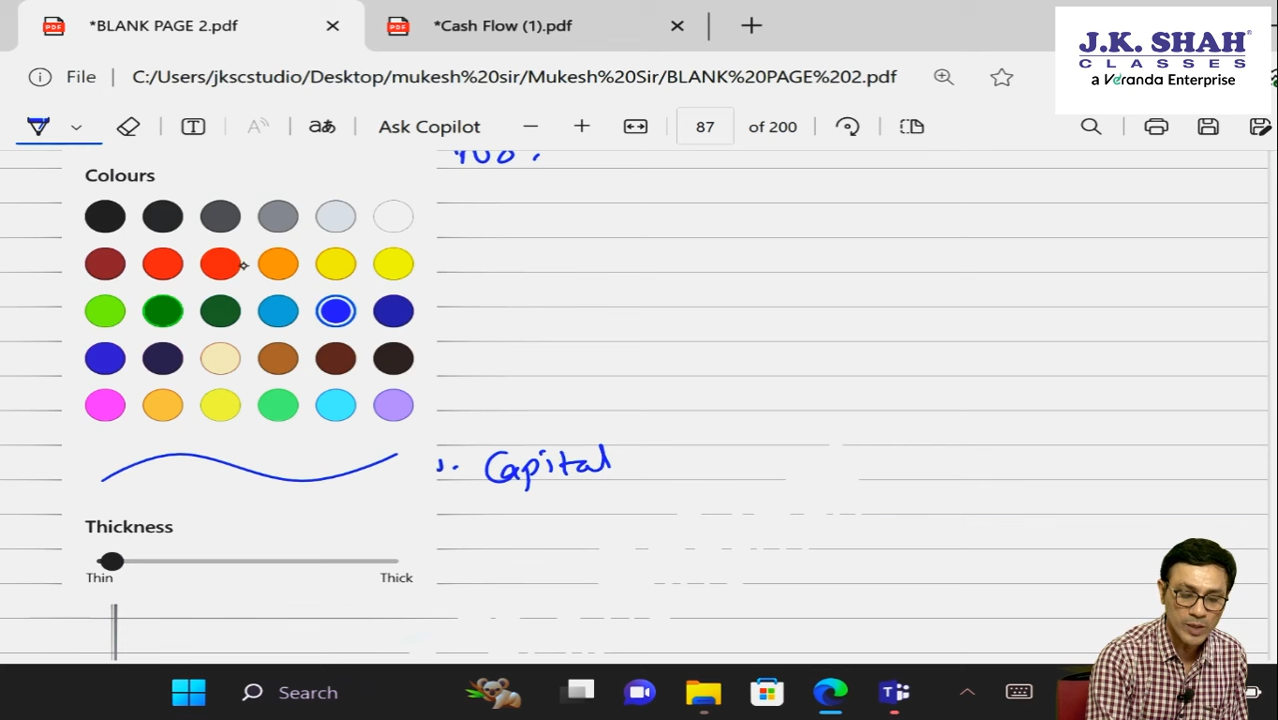 *BLANK PAGE 2.pdf
*Cash Flow (1).pdf
J.K. SHAH®
CLASSES
a Veranda Enterprise
File
C:/Users/jkscstudio/Desktop/mukesh%20sir/Mukesh%20Sir/BLANK%20PAGE%202.pdf
Ask Copilot
87 of 200
Colours
Capital
Thickness
Thin
Thick
Search